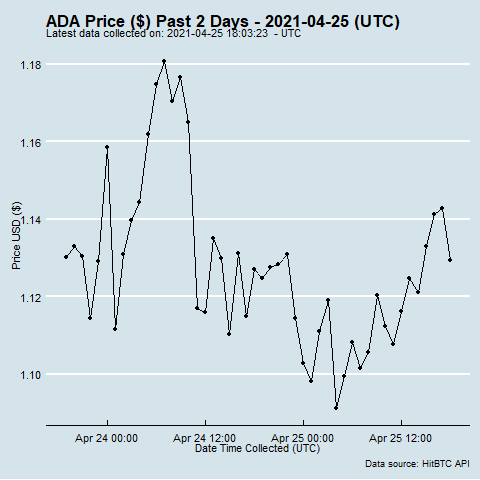 ADA Price ($) Past 2 Days - 2021-04-25 (UTC)
Latest data collected on: 2021-04-25 18:03:23  - UTC
Price USD ($)
1.18
1.16
1.14
1.12
1.10
Apr 24 00:00 Apr 24 12:00 Apr 25 00:00 Apr 25 12:00
Date Time Collected (UTC)
Data source: HitBTC API